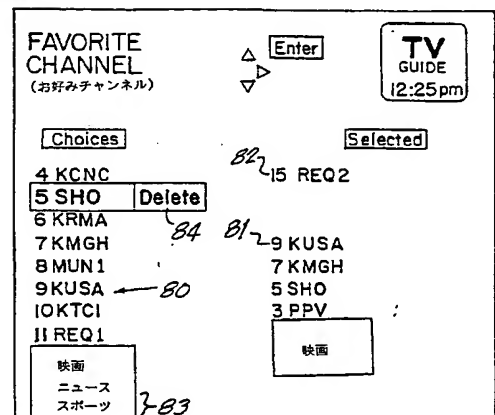 FAVORITE
CHANNEL
(お好みチャンネル)
Enter
TV
GUIDE
12:25pm
Choices
4 KCNC
5 SHO Delete
84
6 KRMA
7 KMGH
8 MUN1
9 KUSA 80
10 KTCI
11 REQ1
映画
ニュース
スポーツ
83
Selected
82
15 REQ2
81
9 KUSA
7 KMGH
5 SHO
3 PPV
映画